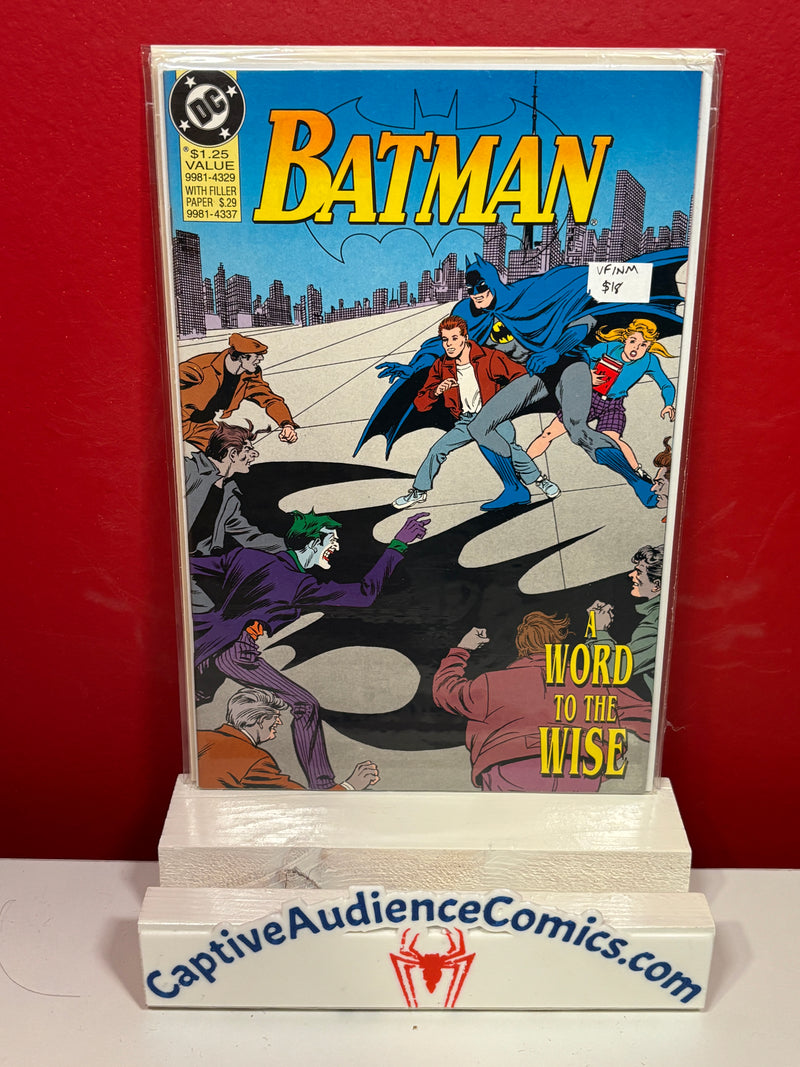 DC
® $1.25
VALUE
9981-4329
WITH FILLER
PAPER $.29
9981-4337
BATMAN
VF/NM
$18
A
WORD
TO THE
WISE
CaptiveAudienceComics.com